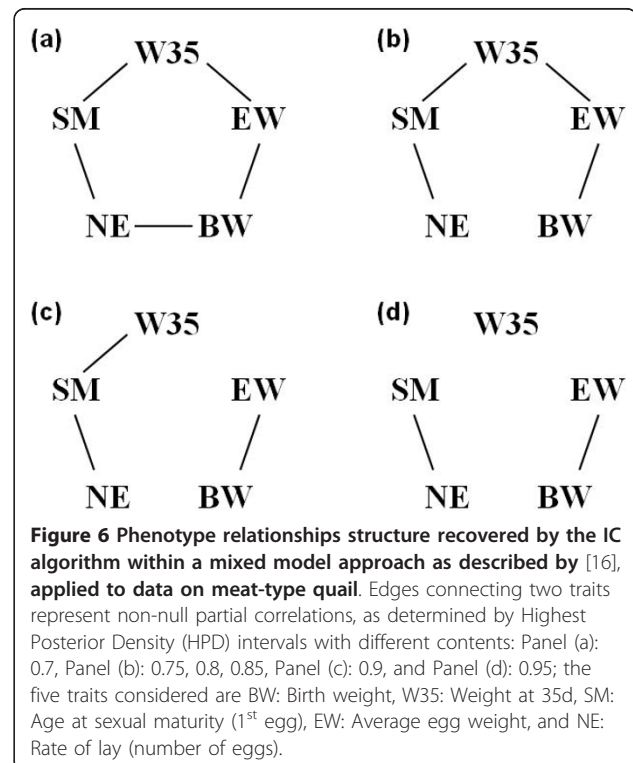 (a) W35
SM EW
NE BW
(b) W35
SM EW
NE BW
(c) W35
SM EW
NE BW
(d) W35
SM EW
NE BW
Figure 6 Phenotype relationships structure recovered by the IC
algorithm within a mixed model approach as described by [16],
applied to data on meat-type quail. Edges connecting two traits
represent non-null partial correlations, as determined by Highest
Posterior Density (HPD) intervals with different contents: Panel (a):
0.7, Panel (b): 0.75, 0.8, 0.85, Panel (c): 0.9, and Panel (d): 0.95; the
five traits considered are BW: Birth weight, W35: Weight at 35d, SM:
Age at sexual maturity (1st egg), EW: Average egg weight, and NE:
Rate of lay (number of eggs).